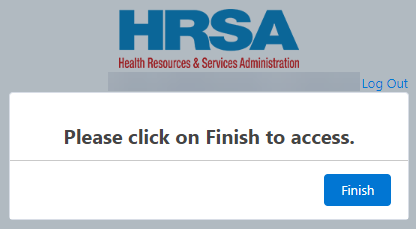 HRSA
Health Resources & Services Administration
Log Out
Please click on Finish to access.
Finish